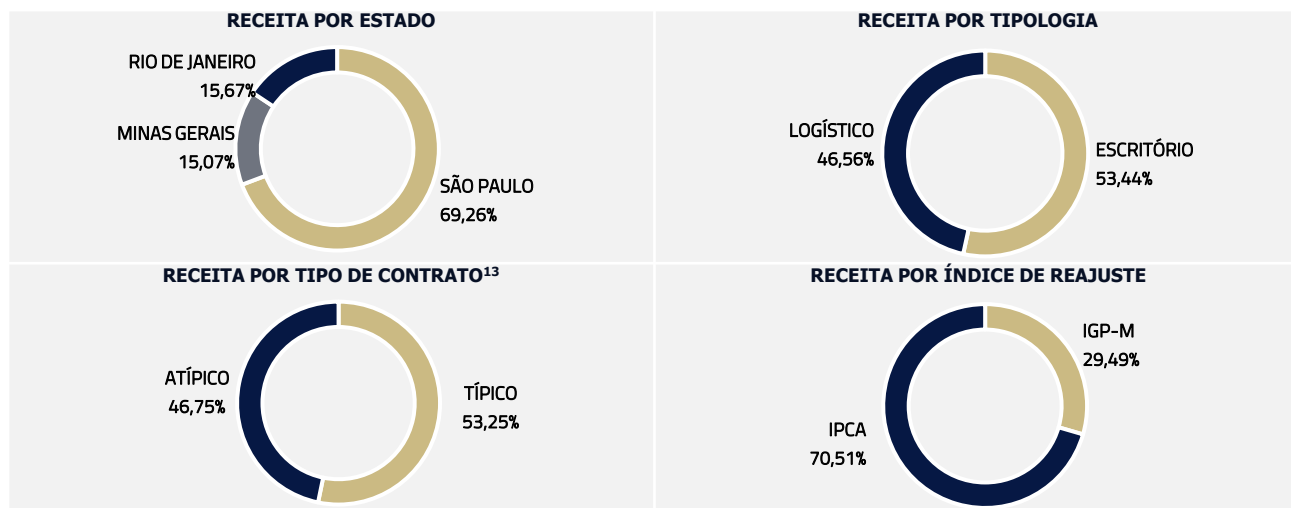 RECEITA POR ESTADO
RIO DE JANEIRO
15,67%
MINAS GERAIS
15,07%
SÃO PAULO
69,26%
RECEITA POR TIPOLOGIA
LOGÍSTICO
46,56%
ESCRITÓRIO
53,44%
RECEITA POR TIPO DE CONTRATO¹³
ATÍPICO
46,75%
TÍPICO
53,25%
RECEITA POR ÍNDICE DE REAJUSTE
IGP-M
29,49%
IPCA
70,51%